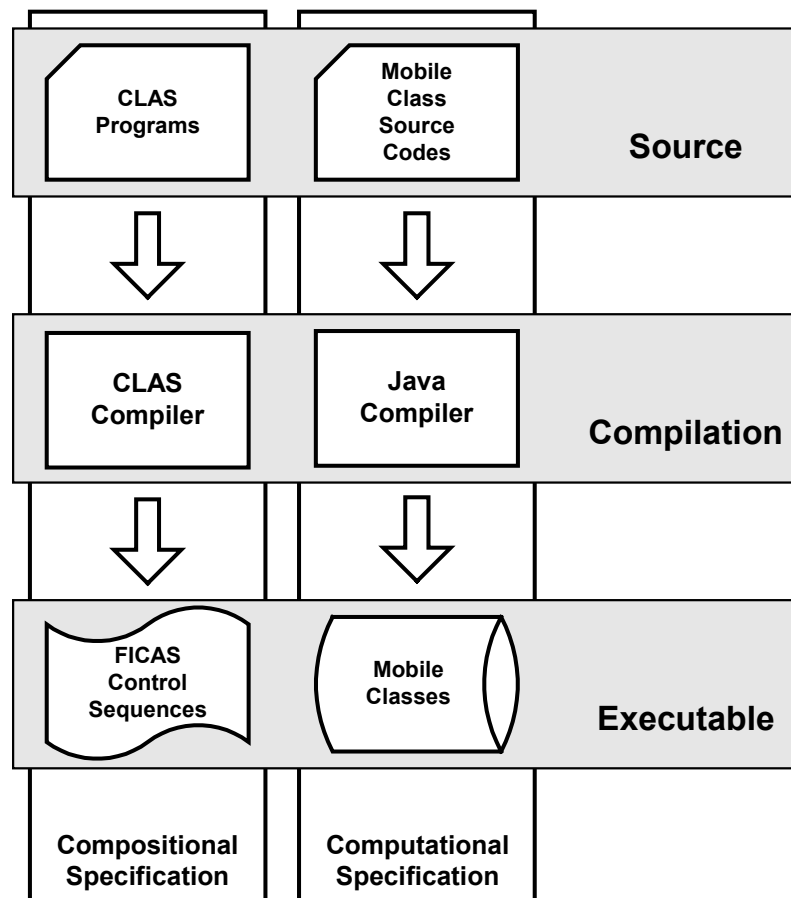 CLAS
Programs
Mobile
Class
Source
Codes
Source
CLAS
Compiler
Java
Compiler
Compilation
FICAS
Control
Sequences
Mobile
Classes
Executable
Compositional
Specification
Computational
Specification